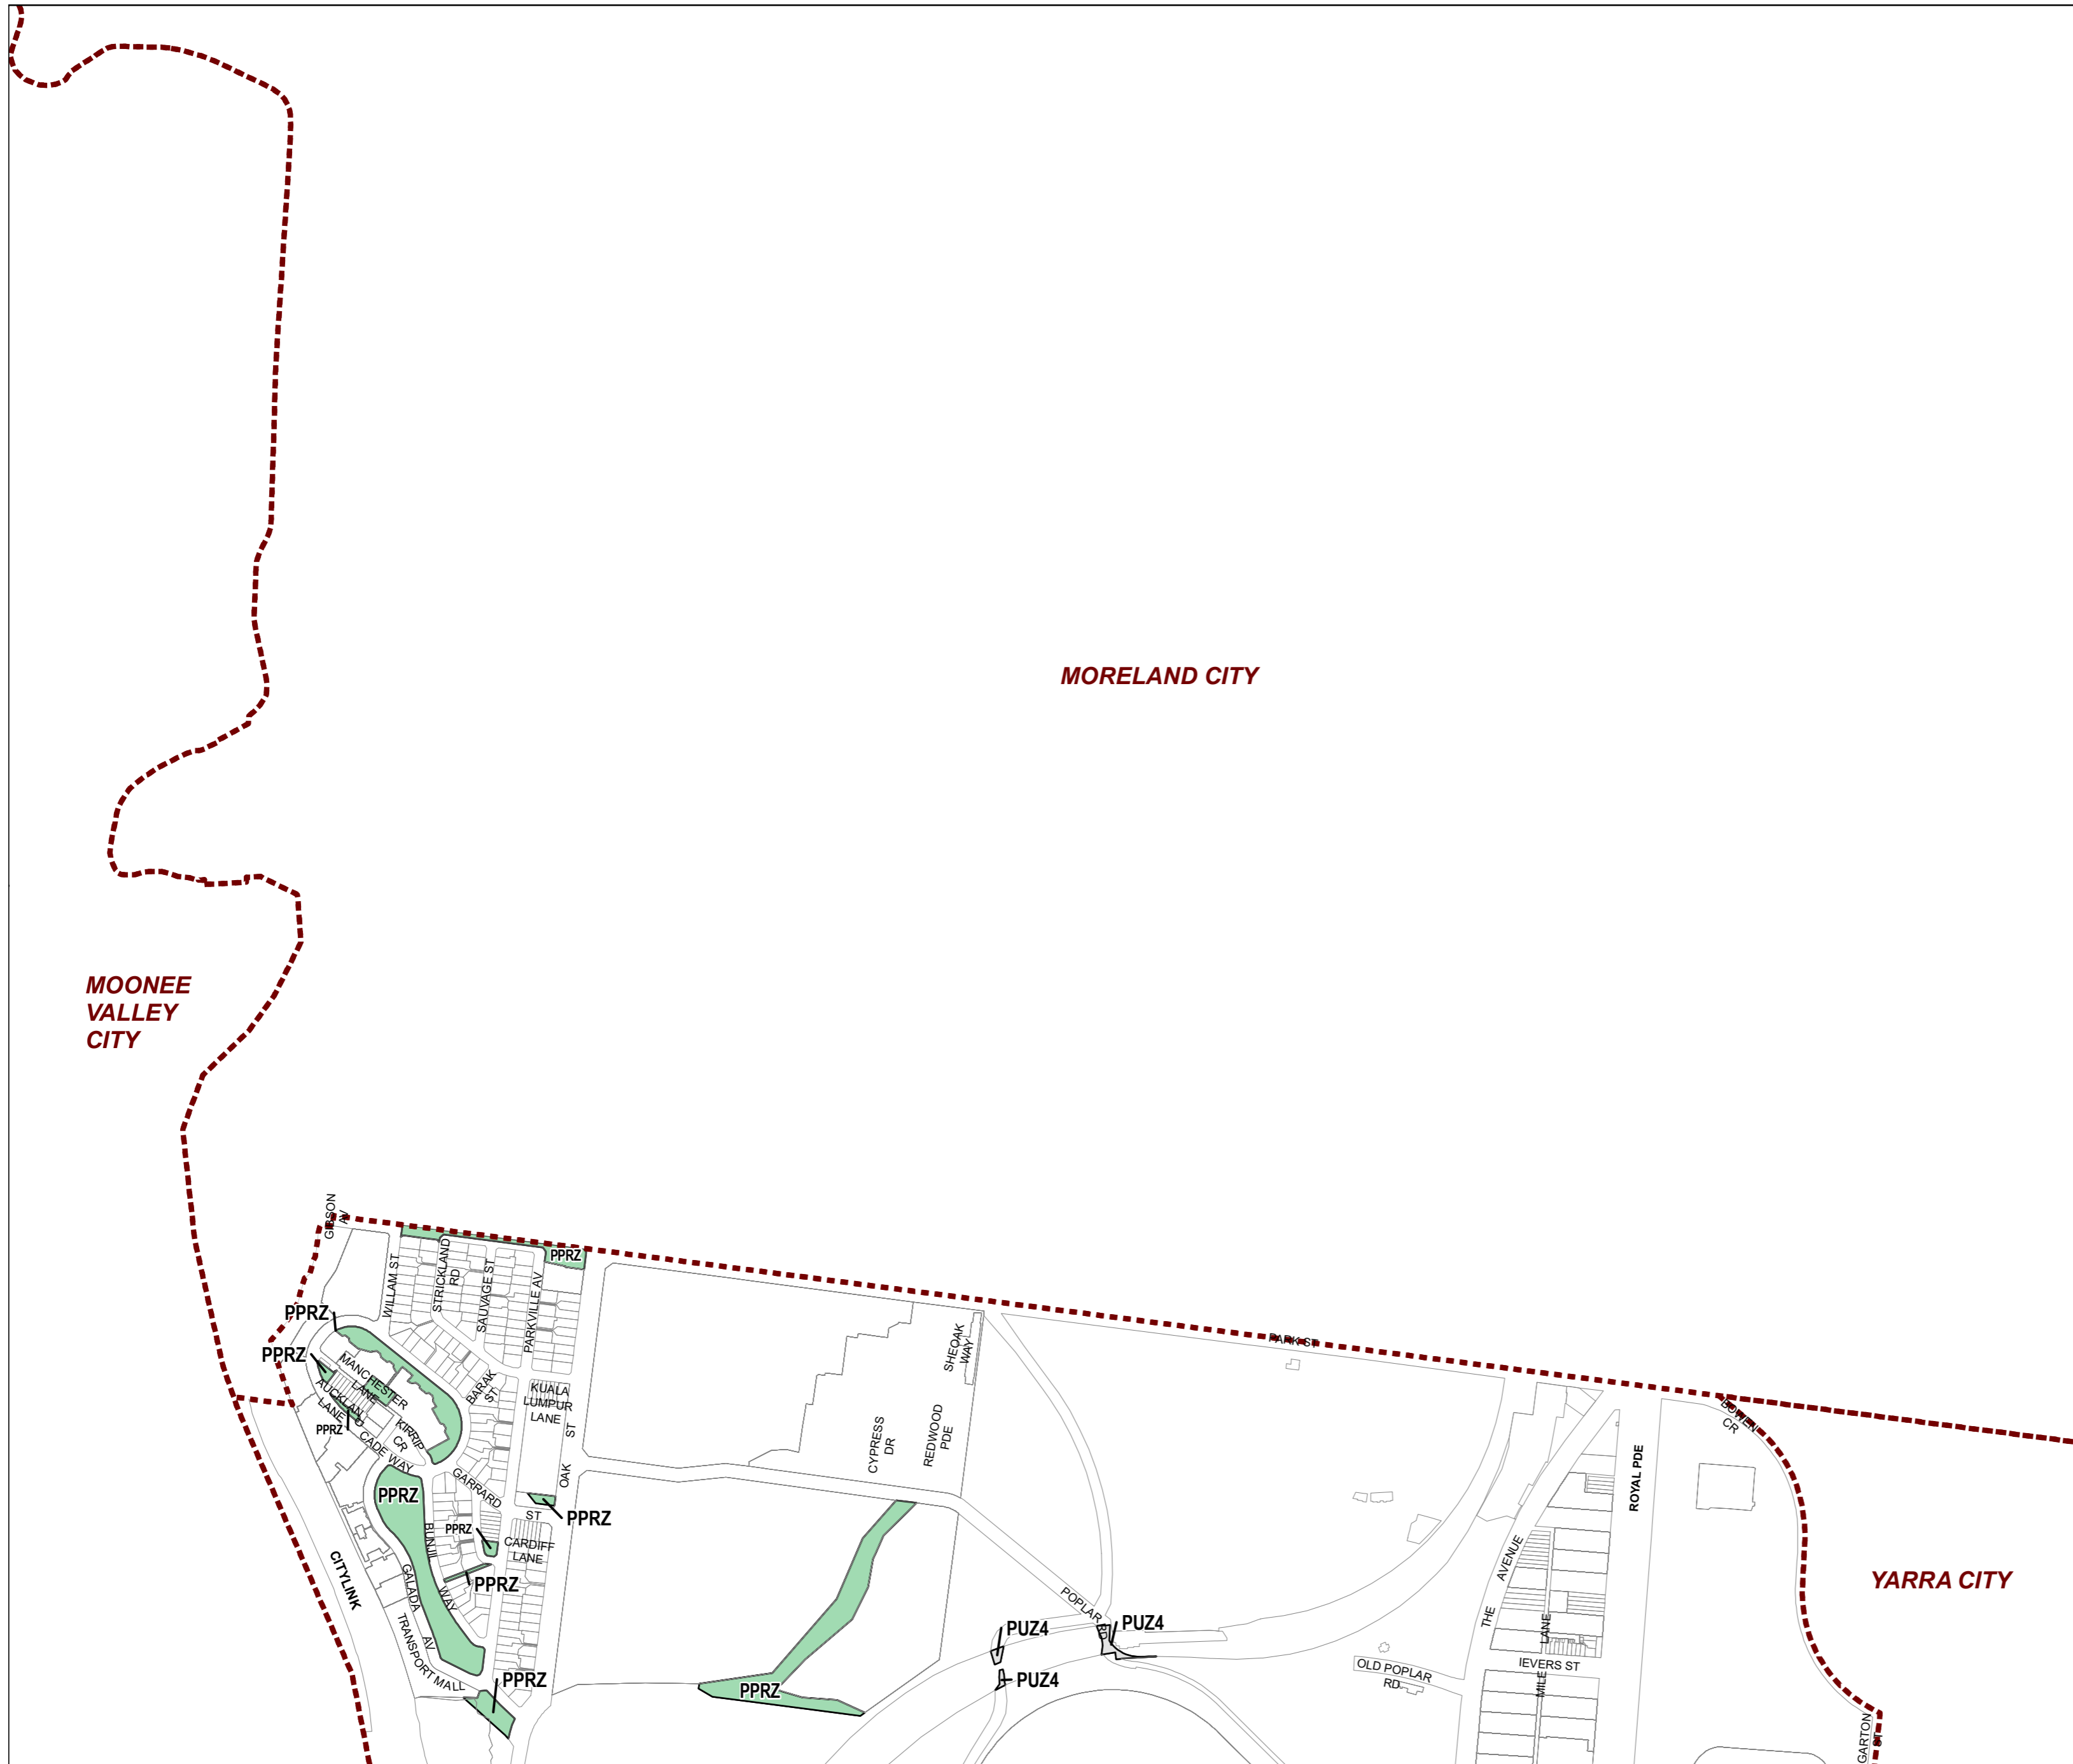 MORELAND CITY
MOONEE
VALLEY
CITY
GIBSON
AV
PPRZ
WILLAM ST
STRICKLAND
RD
SAUVAGE ST
PARKVILLE AV
PPRZ
PPRZ
MANCHESTER
LANE
AUCKLAND
LANE
PPRZ
KIRRIP
CR
CADE WAY
BARAK
ST
KUALA
LUMPUR
LANE
OAK
ST
SHEOAK
WAY
CYPRESS
DR
REDWOOD
PDE
PARK ST
BOWEN
CR
ROYAL PDE
PPRZ
GARRARD
ST
PPRZ
PPRZ
CARDIFF
LANE
PPRZ
BUNJIL
WAY
GALADA
AV
CITYLINK
TRANSPORT MALL
PPRZ
PPRZ
POPLAR
RD
PUZ4
PUZ4
PUZ4
THE
AVENUE
MILE
LANE
IEVERS ST
OLD POPLAR
RD
YARRA CITY
GARTON
ST